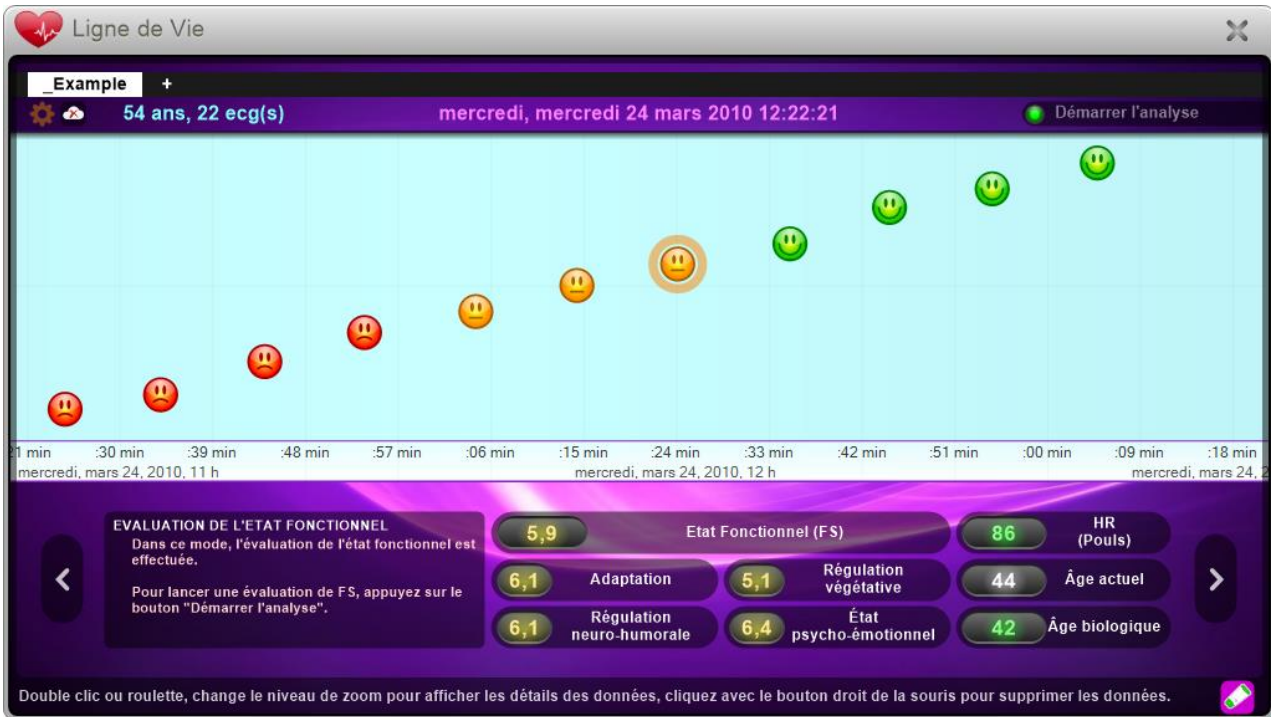 Ligne de Vie
_Example +
54 ans, 22 ecg(s) mercredi, mercredi 24 mars 2010 12:22:21 Démarrer l'analyse
:30 min :39 min :48 min :57 min :06 min :15 min :24 min :33 min :42 min :51 min :00 min :09 min :18 min
mercredi, mars 24, 2010, 11 h mercredi, mars 24, 2010, 12 h mercredi, mars 24,
EVALUATION DE L'ETAT FONCTIONNEL
Dans ce mode, l'évaluation de l'état fonctionnel est
effectuée.
Pour lancer une évaluation de FS, appuyez sur le
bouton "Démarrer l'analyse".
5,9 Etat Fonctionnel (FS)
86 HR
(Pouls)
6,1 Adaptation
5,1 Régulation
végétative
44 Âge actuel
6,1 Régulation
neuro-humorale
6,4 État
psycho-émotionnel
42 Âge biologique
Double clic ou roulette, change le niveau de zoom pour afficher les détails des données, cliquez avec le bouton droit de la souris pour supprimer les données.